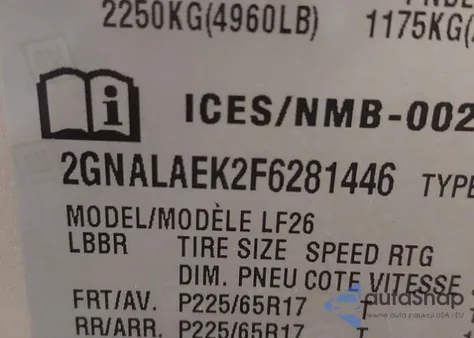 2250KG(4960LB)
1175KG(
ICES/NMB-002
2GNALAEK2F6281446 TYPE
MODEL/MODÈLE LF26
LBBR TIRE SIZE SPEED RTG
DIM. PNEU COTE VITESSE
FRT/AV. P225/65R17 T
RR/ARR. P225/65R17 T